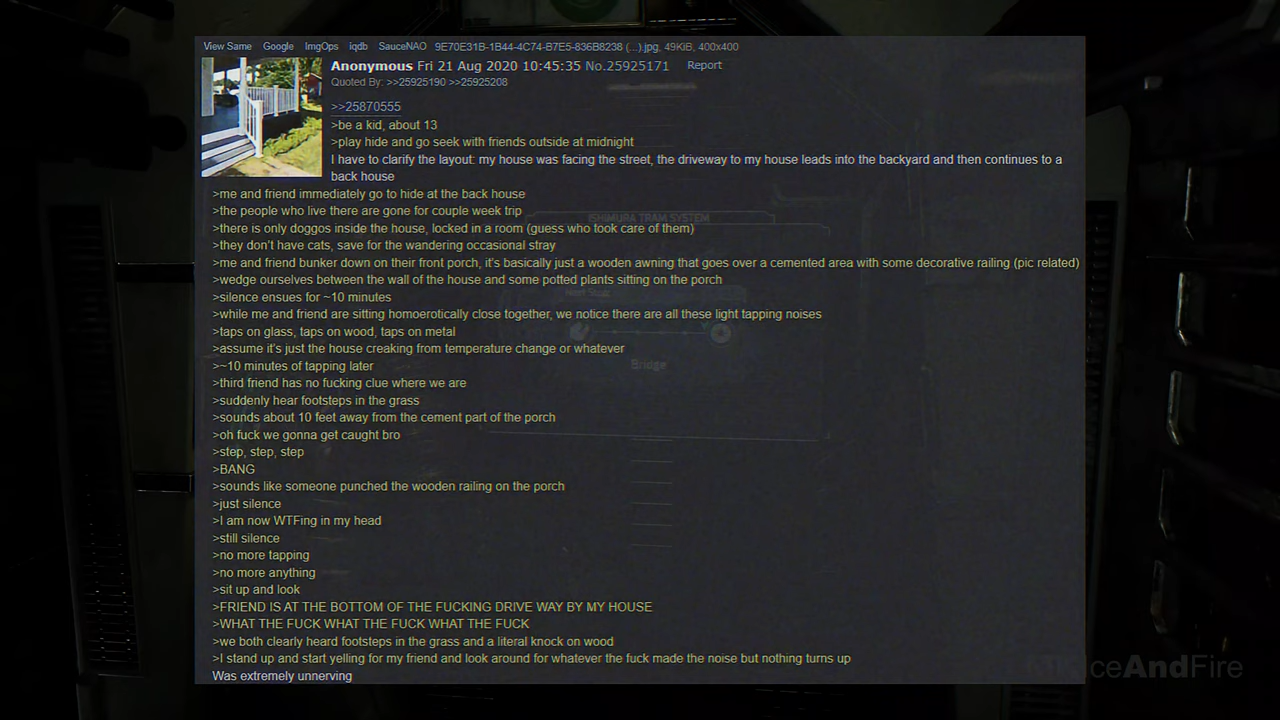 View Same Google ImgOps iqdb SauceNAO 9E70E31B-1B44-4C74-B7E5-836B8238 (...).jpg, 49KiB, 400x400
Anonymous Fri 21 Aug 2020 10:45:35 No.25925171 Report
Quoted By: >>25925190 >>25925208
>>25870555
>be a kid, about 13
>play hide and go seek with friends outside at midnight
I have to clarify the layout: my house was facing the street, the driveway to my house leads into the backyard and then continues to a
back house
>me and friend immediately go to hide at the back house
>the people who live there are gone for couple week trip
>there is only doggos inside the house, locked in a room (guess who took care of them)
>they don't have cats, save for the wandering occasional stray
>me and friend bunker down on their front porch, it's basically just a wooden awning that goes over a cemented area with some decorative railing (pic related)
>wedge ourselves between the wall of the house and some potted plants sitting on the porch
>silence ensues for ~10 minutes
>while me and friend are sitting homoerotically close together, we notice there are all these light tapping noises
>taps on glass, taps on wood, taps on metal
>assume it's just the house creaking from temperature change or whatever
>~10 minutes of tapping later
>third friend has no fucking clue where we are
>suddenly hear footsteps in the grass
>sounds about 10 feet away from the cement part of the porch
>oh fuck we gonna get caught bro
>step, step, step
>BANG
>sounds like someone punched the wooden railing on the porch
>just silence
>I am now WTFing in my head
>still silence
>no more tapping
>no more anything
>sit up and look
>FRIEND IS AT THE BOTTOM OF THE FUCKING DRIVE WAY BY MY HOUSE
>WHAT THE FUCK WHAT THE FUCK WHAT THE FUCK
>we both clearly heard footsteps in the grass and a literal knock on wood
>I stand up and start yelling for my friend and look around for whatever the fuck made the noise but nothing turns up
Was extremely unnerving
ISHIMURA TRAM SYSTEM
Bridge
IceAndFire